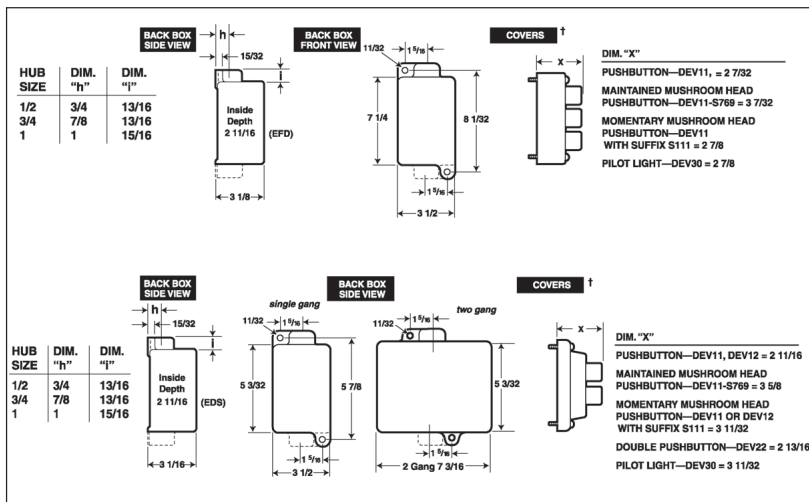 BACK BOX
SIDE VIEW
h
15/32
i
HUB SIZE DIM. "h" DIM. "i"
1/2 3/4 13/16
3/4 7/8 13/16
1 1 15/16
Inside
Depth
2 11/16
(EFD)
3 1/8
BACK BOX
FRONT VIEW
11/32
1 5/16
7 1/4
8 1/32
1 5/16
3 1/2
COVERS †
x
DIM. "X"
PUSHBUTTON—DEV11, = 2 7/32
MAINTAINED MUSHROOM HEAD
PUSHBUTTON—DEV11-S769 = 3 7/32
MOMENTARY MUSHROOM HEAD
PUSHBUTTON—DEV11
WITH SUFFIX S111 = 2 7/8
PILOT LIGHT—DEV30 = 2 7/8
BACK BOX
SIDE VIEW
h
15/32
i
HUB SIZE DIM. "h" DIM. "i"
1/2 3/4 13/16
3/4 7/8 13/16
1 1 15/16
Inside
Depth
2 11/16
(EDS)
3 1/16
BACK BOX
SIDE VIEW
single gang
11/32
1 5/16
5 3/32
5 7/8
1 5/16
3 1/2
two gang
11/32
1 5/16
5 3/32
1 5/16
2 Gang 7 3/16
COVERS †
x
DIM. "X"
PUSHBUTTON—DEV11, DEV12 = 2 11/16
MAINTAINED MUSHROOM HEAD
PUSHBUTTON—DEV11-S769 = 3 5/8
MOMENTARY MUSHROOM HEAD
PUSHBUTTON—DEV11 OR DEV12
WITH SUFFIX S111 = 3 11/32
DOUBLE PUSHBUTTON—DEV22 = 2 13/16
PILOT LIGHT—DEV30 = 3 11/32